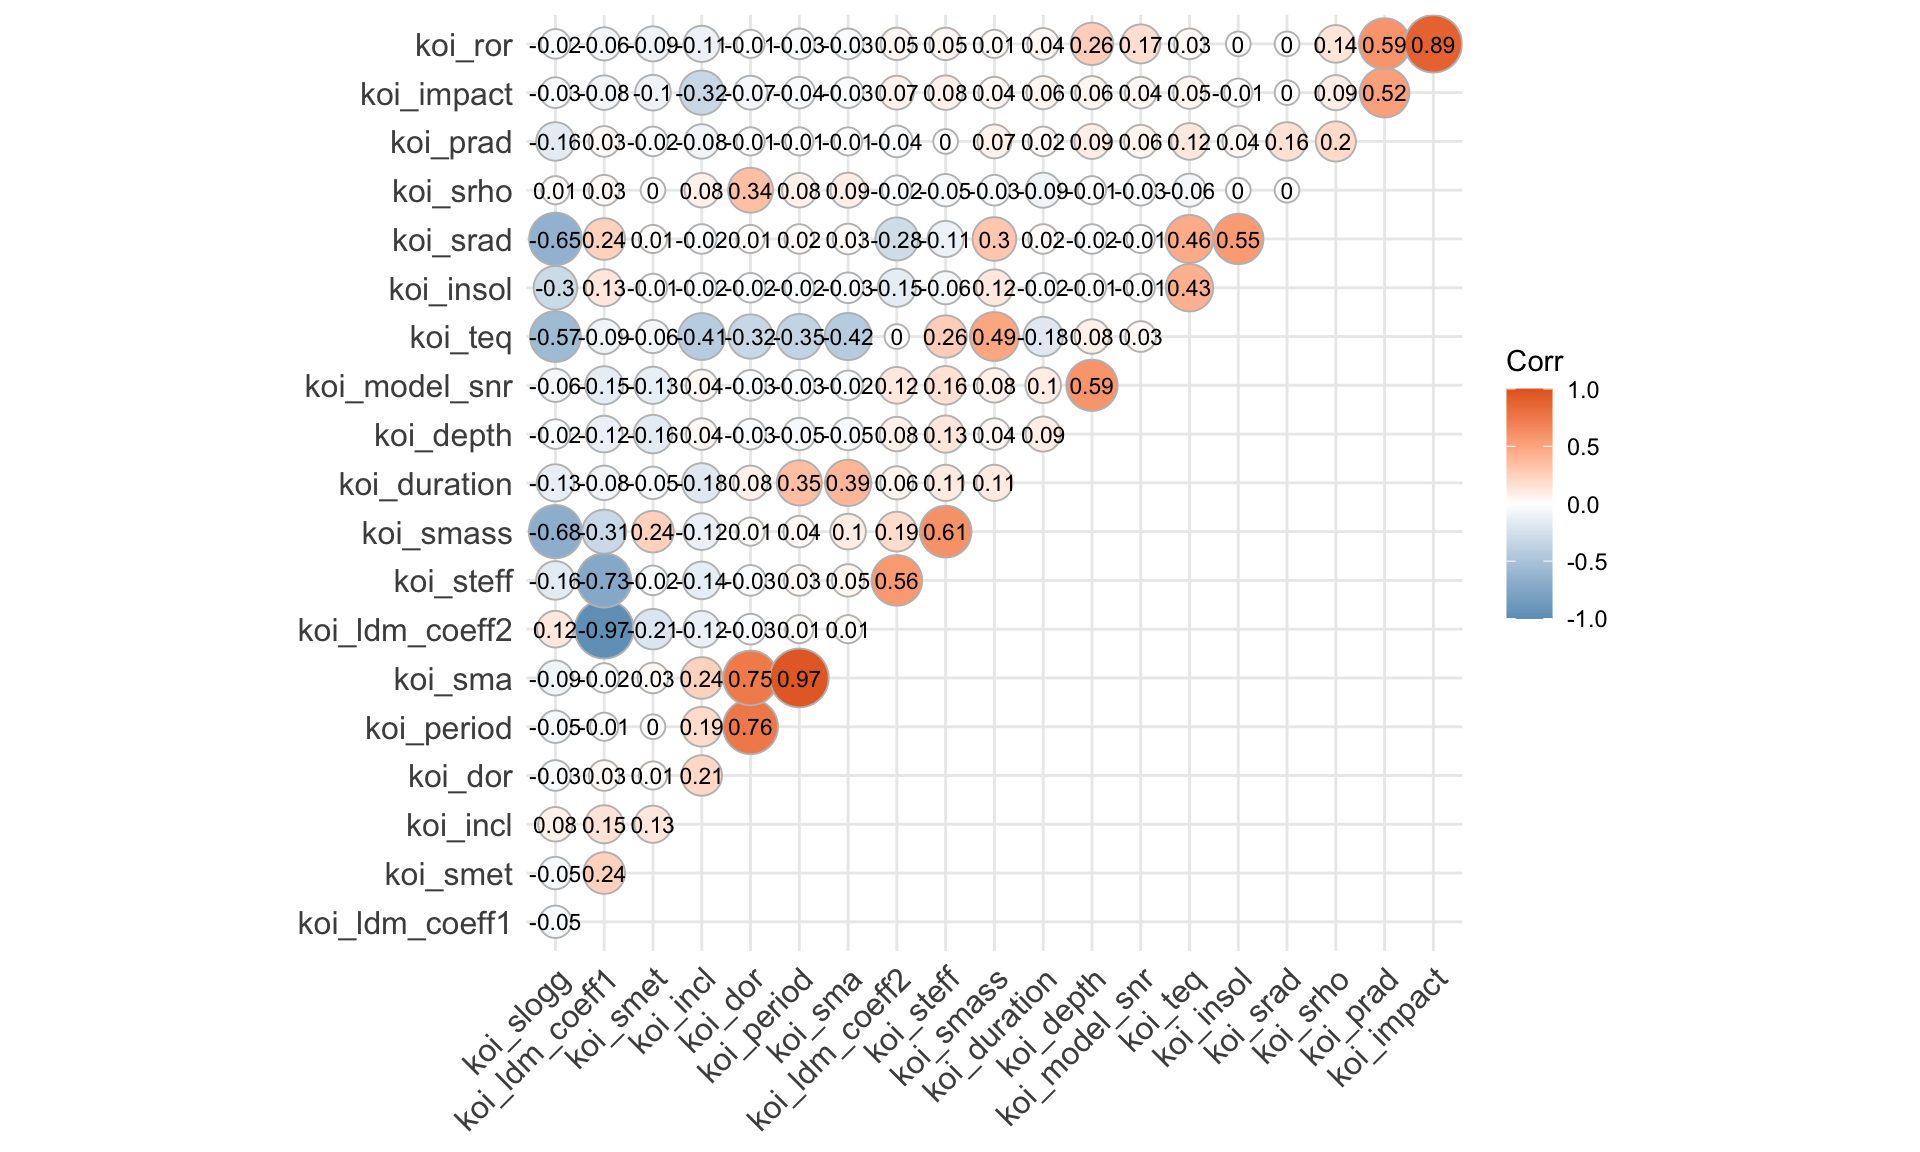 koi_ror -0.02 -0.06 -0.09 -0.11 -0.01 -0.03 -0.03 0.05 0.05 0.01 0.04 0.26 0.17 0.03 0 0 0.14 0.59 0.89
koi_impact -0.03 -0.08 -0.1 -0.32 -0.07 -0.04 -0.03 0.07 0.08 0.04 0.06 0.06 0.04 0.05 -0.01 0 0.09 0.52
koi_prad -0.16 0.03 -0.02 -0.08 -0.01 -0.01 -0.01 -0.04 0 0.07 0.02 0.09 0.06 0.12 0.04 0.16 0.2
koi_srho 0.01 0.03 0 0.08 0.34 0.08 0.09 -0.02 -0.05 -0.03 -0.09 -0.01 -0.03 -0.06 0 0
koi_srad -0.65 0.24 0.01 -0.02 0.01 0.02 0.03 -0.28 -0.11 0.3 0.02 -0.02 -0.01 0.46 0.55
koi_insol -0.3 0.13 -0.01 -0.02 -0.02 -0.02 -0.03 -0.15 -0.06 0.12 -0.02 -0.01 -0.01 0.43
koi_teq -0.57 -0.09 -0.06 -0.41 -0.32 -0.35 -0.42 0 0.26 0.49 -0.18 0.08 0.03
koi_model_snr -0.06 -0.15 -0.13 0.04 -0.03 -0.03 -0.02 0.12 0.16 0.08 0.1 0.59
koi_depth -0.02 -0.12 -0.16 0.04 -0.03 -0.05 -0.05 0.08 0.13 0.04 0.09
koi_duration -0.13 -0.08 -0.05 -0.18 0.08 0.35 0.39 0.06 0.11 0.11
koi_smass -0.68 -0.31 0.24 -0.12 0.01 0.04 0.1 0.19 0.61
koi_steff -0.16 -0.73 -0.02 -0.14 -0.03 0.03 0.05 0.56
koi_ldm_coeff2 0.12 -0.97 -0.21 -0.12 -0.03 0.01 0.01
koi_sma -0.09 -0.02 0.03 0.24 0.75 0.97
koi_period -0.05 -0.01 0 0.19 0.76
koi_dor -0.03 0.03 0.01 0.21
koi_incl 0.08 0.15 0.13
koi_smet -0.05 0.24
koi_ldm_coeff1 -0.05
koi_slogg
koi_ldm_coeff1
koi_smet
koi_incl
koi_dor
koi_period
koi_sma
koi_ldm_coeff2
koi_steff
koi_smass
koi_duration
koi_depth
koi_model_snr
koi_teq
koi_insol
koi_srad
koi_srho
koi_prad
koi_impact
Corr
1.0
0.5
0.0
-0.5
-1.0